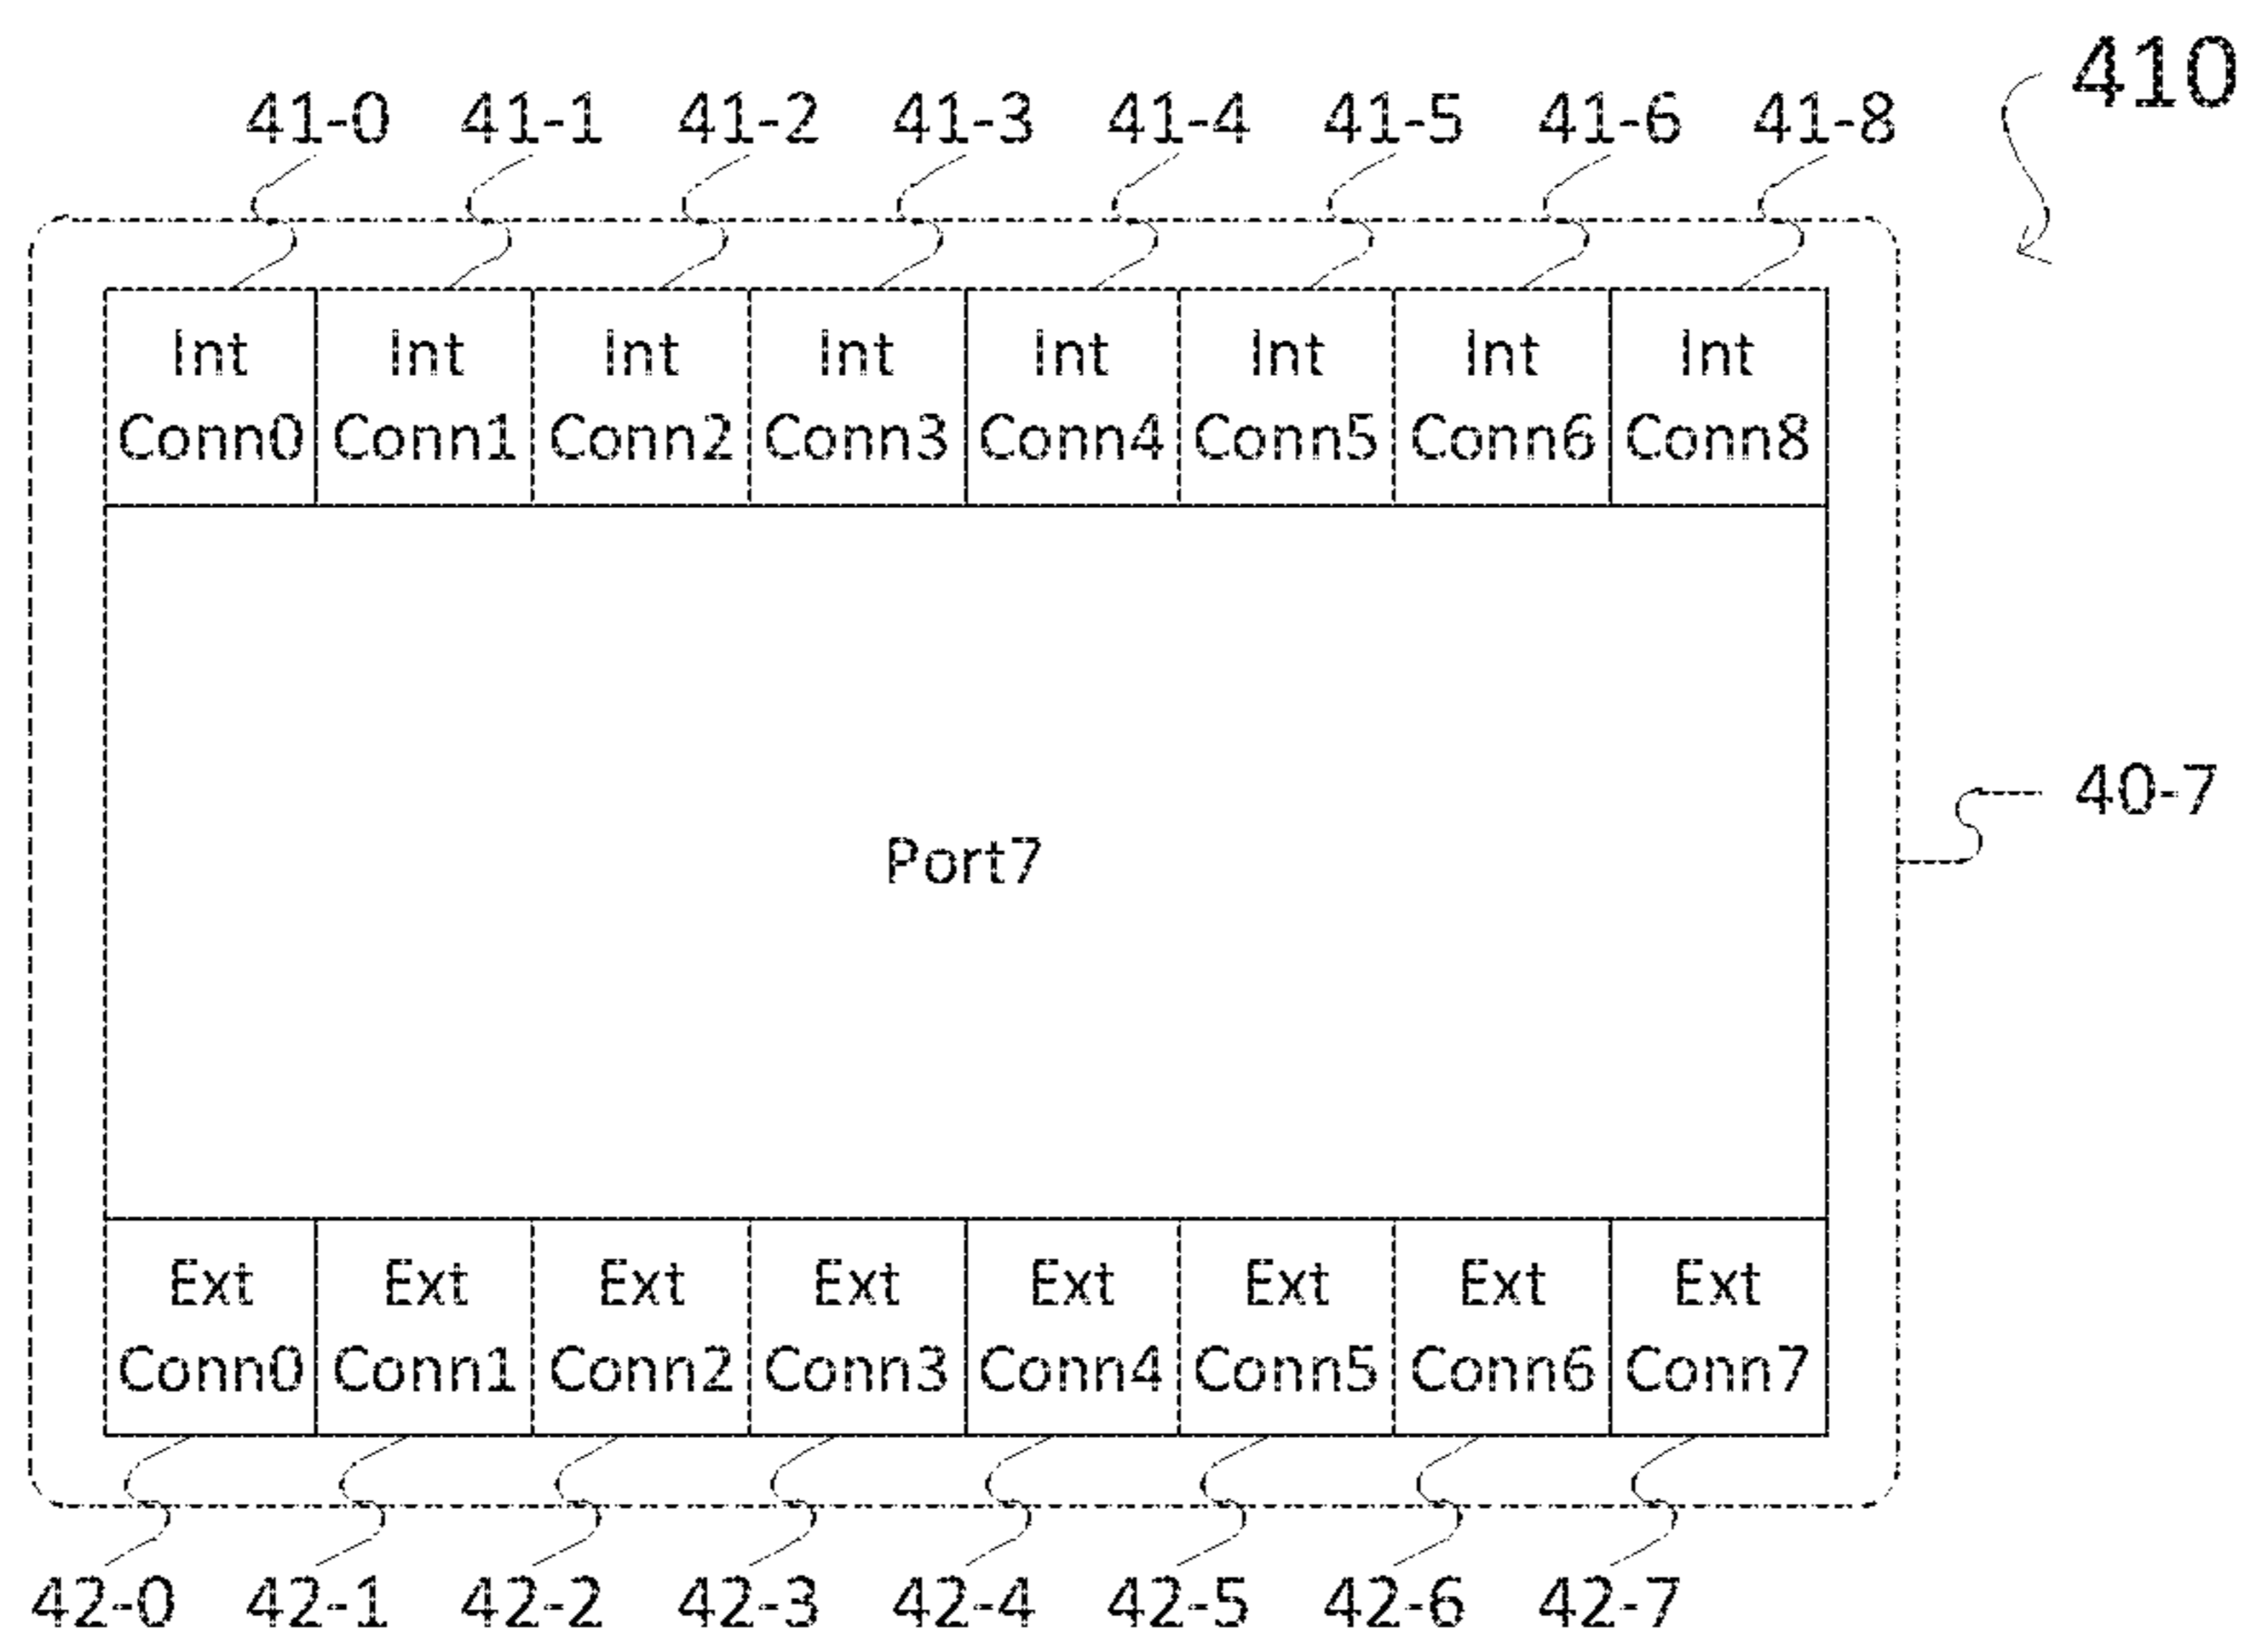 410
41-0 41-1 41-2 41-3 41-4 41-5 41-6 41-8
Int Int Int Int Int Int Int Int
Conn0 Conn1 Conn2 Conn3 Conn4 Conn5 Conn6 Conn8
40-7
Port7
Ext Ext Ext Ext Ext Ext Ext Ext
Conn0 Conn1 Conn2 Conn3 Conn4 Conn5 Conn6 Conn7
42-0 42-1 42-2 42-3 42-4 42-5 42-6 42-7